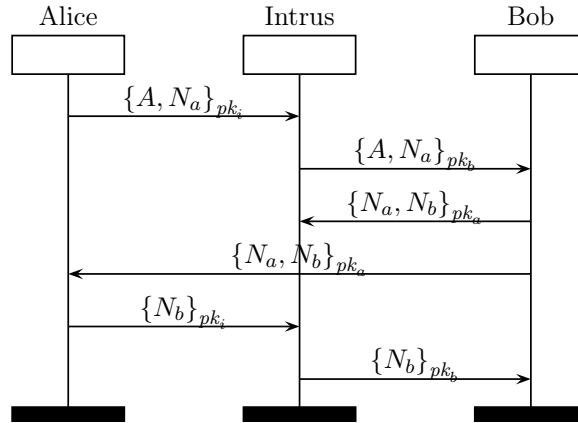 Alice Intrus Bob
{A, N_a}_{pk_i}
{A, N_a}_{pk_b}
{N_a, N_b}_{pk_a}
{N_a, N_b}_{pk_a}
{N_b}_{pk_i}
{N_b}_{pk_b}